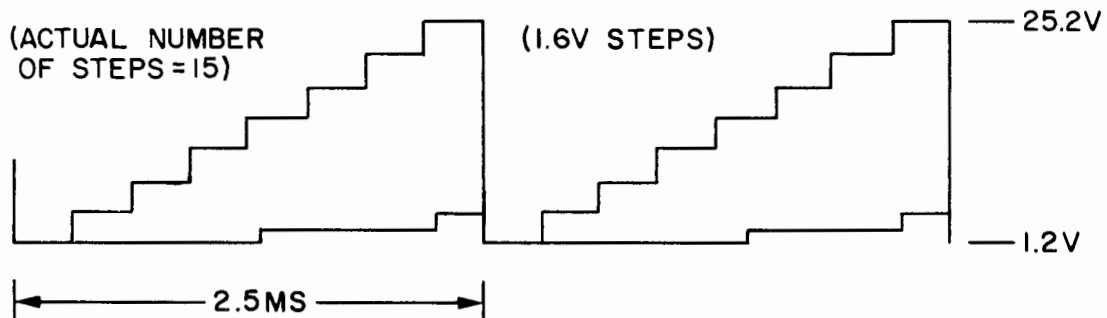 (ACTUAL NUMBER
OF STEPS=15)
(1.6V STEPS)
25.2V
1.2V
2.5MS